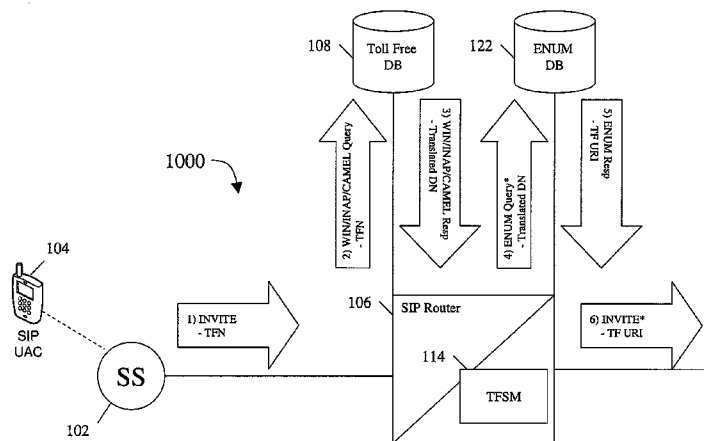 108
Toll Free
DB
122
ENUM
DB
1000
2) WIN/INAP/CAMEL Query
- TFN
3) WIN/INAP/CAMEL Resp
- Translated DN
4) ENUM Query*
- Translated DN
5) ENUM Resp
- TF URI
104
SIP
UAC
1) INVITE
- TFN
106
SIP Router
6) INVITE*
- TF URI
114
TFSM
SS
102